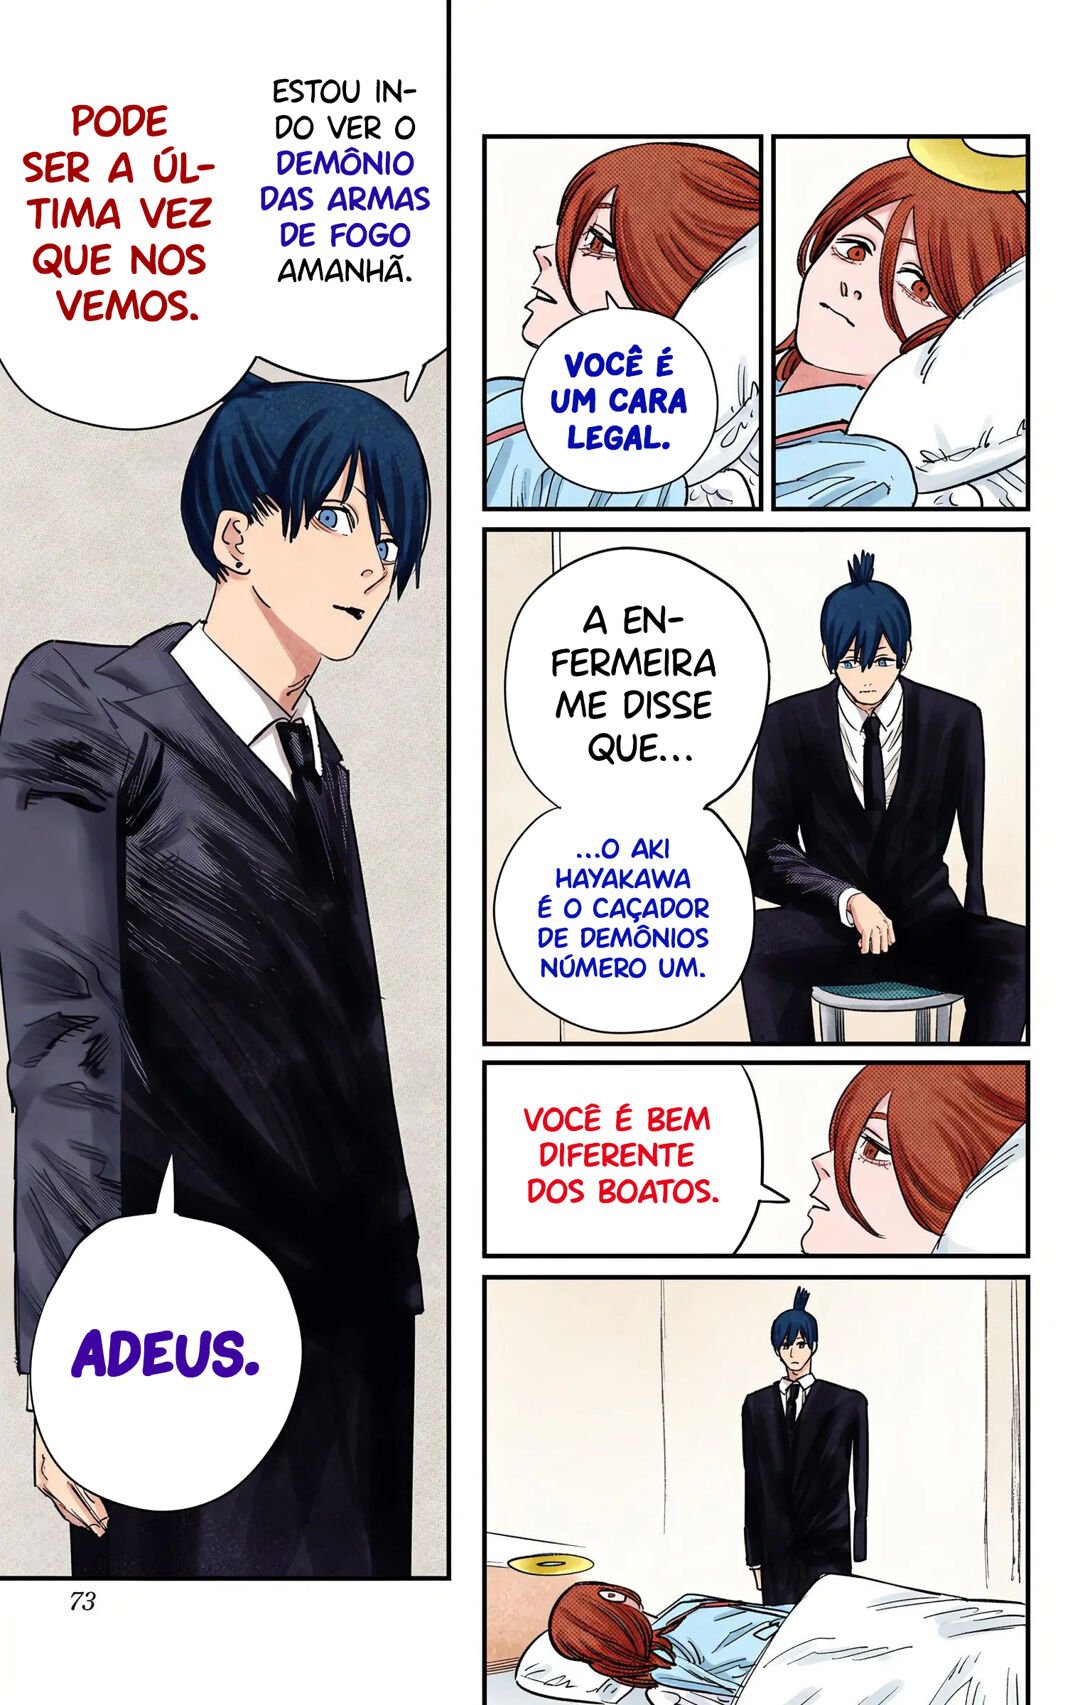 VOCÊ É
UM CARA
LEGAL.
A EN-
FERMEIRA
ME DISSE
QUE...
...O AKI
HAYAKAWA
É O CAÇADOR
DE DEMÔNIOS
NÚMERO UM.
VOCÊ É BEM
DIFERENTE
DOS BOATOS.
ESTOU IN-
DO VER O
DEMÔNIO
DAS ARMAS
DE FOGO
AMANHÃ.
PODE
SER A ÚL-
TIMA VEZ
QUE NOS
VEMOS.
ADEUS.
73